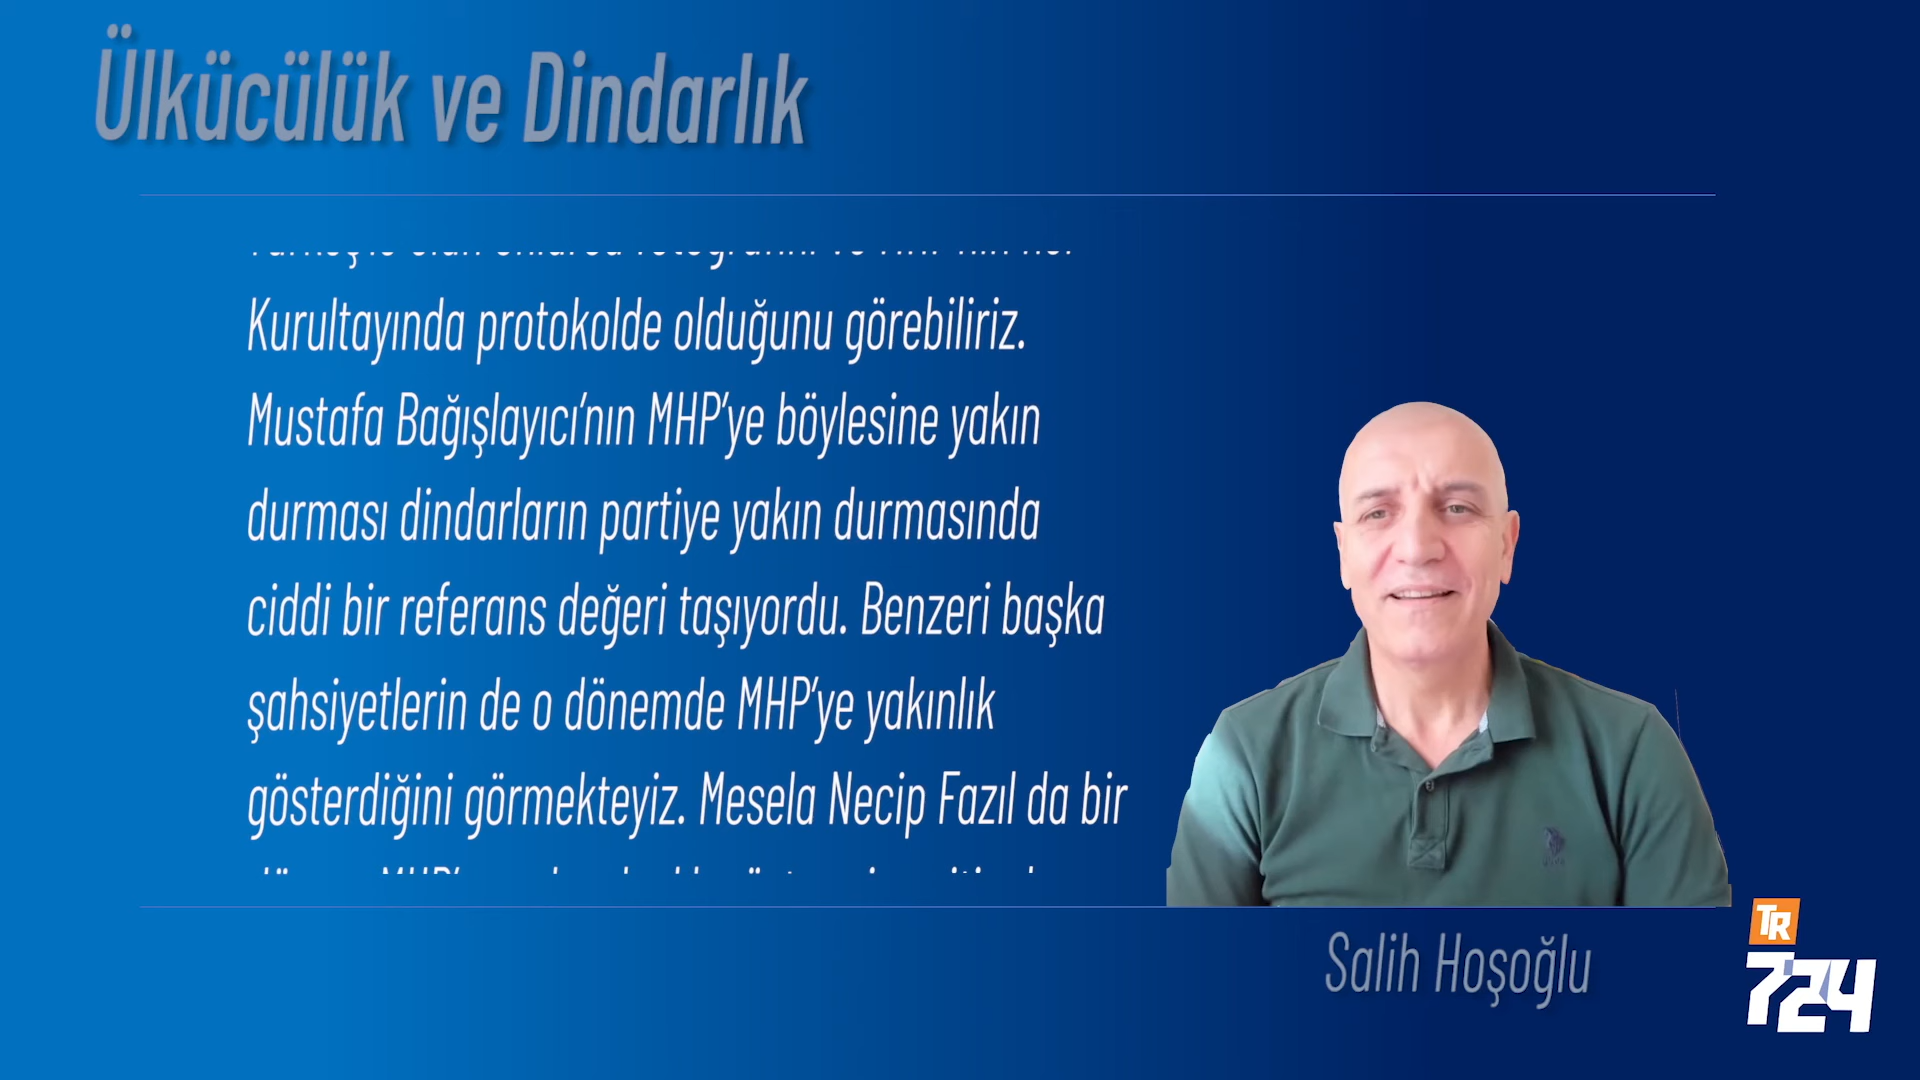 Ülkücülük ve Dindarlık
Kurultayında protokolde olduğunu görebiliriz.
Mustafa Bağışlayıcı’nın MHP’ye böylesine yakın
durması dindarların partiye yakın durmasında
ciddi bir referans değeri taşıyordu. Benzeri başka
şahsiyetlerin de o dönemde MHP’ye yakınlık
gösterdiğini görmekteyiz. Mesela Necip Fazıl da bir
Salih Hoşoğlu
TR
724